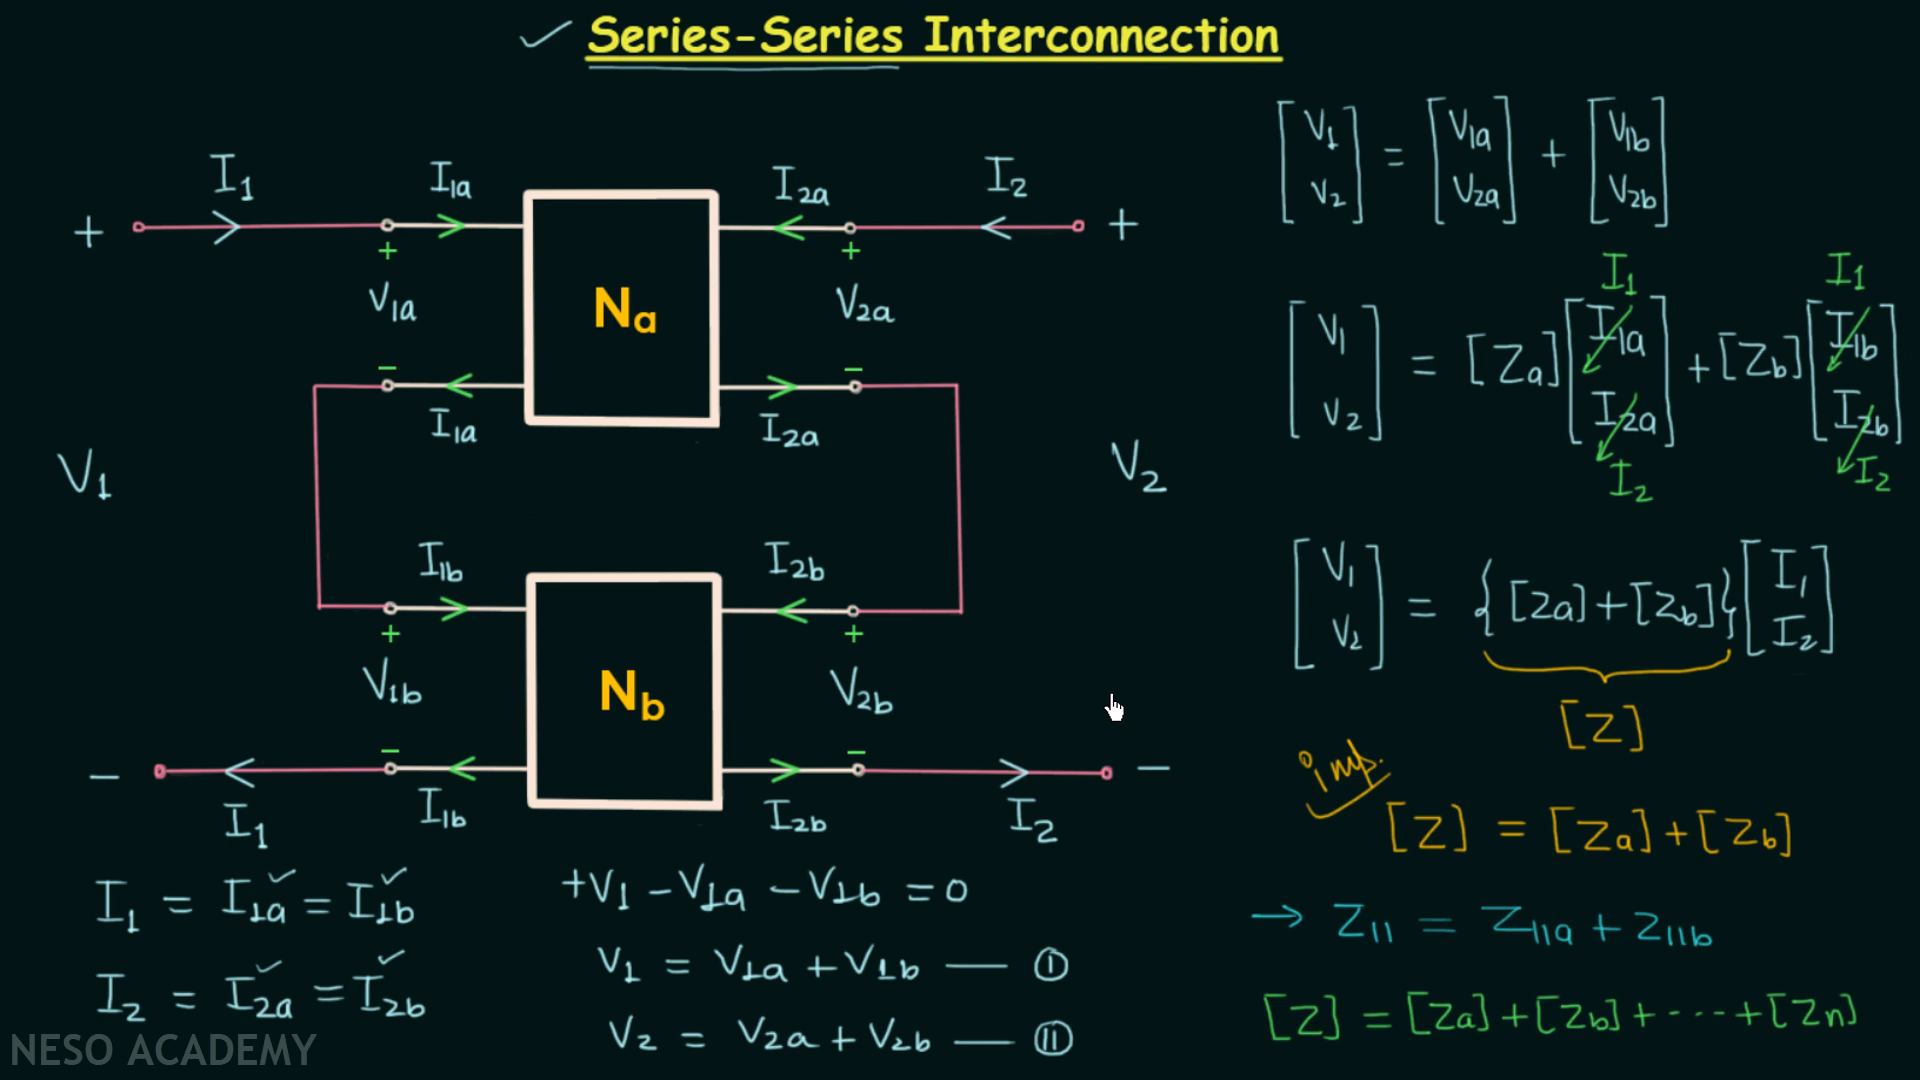 Series-Series Interconnection
I₁ I₁ₐ I₂ₐ I₂
+ + + +
V₁ₐ Nₐ V₂ₐ
− −
I₁ₐ I₂ₐ
V₁ V₂
I₁b I₂b
+ +
V₁b Nb V₂b
− − − −
I₁ I₁b I₂b I₂
I₁ = I₁ₐ = I₁b
I₂ = I₂ₐ = I₂b
+V₁ − V₁ₐ − V₁b = 0
V₁ = V₁ₐ + V₁b — Ⓘ
V₂ = V₂ₐ + V₂b — (II)
[V₁ V₂] = [V₁ₐ V₂ₐ] + [V₁b V₂b]
I₁ I₁
[V₁ V₂] = [Zₐ] [I₁ₐ I₂ₐ] + [Zb] [I₁b I₂b]
I₂ I₂
[V₁ V₂] = {[Zₐ] + [Zb]} [I₁ I₂]
[Z]
imp.
[Z] = [Zₐ] + [Zb]
→ Z₁₁ = Z₁₁ₐ + Z₁₁b
[Z] = [Zₐ] + [Zb] + ---- + [Zn]
NESO ACADEMY